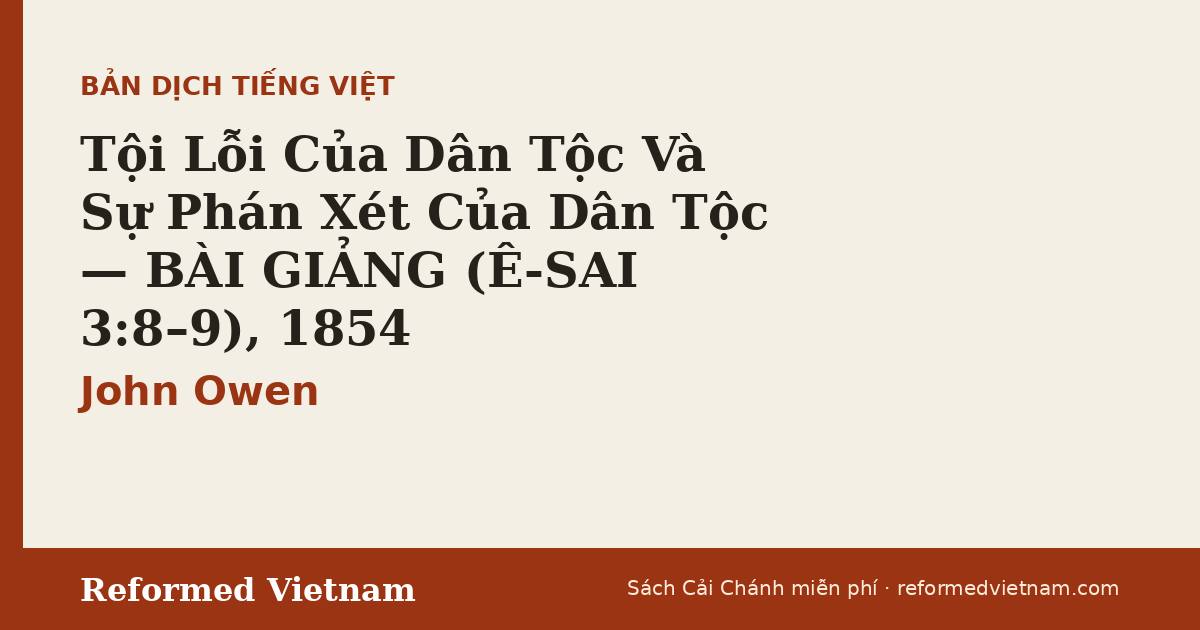 BẢN DỊCH TIẾNG VIỆT
Tội Lỗi Của Dân Tộc Và
Sự Phán Xét Của Dân Tộc
— BÀI GIẢNG (Ê-SAI
3:8–9), 1854
John Owen
Reformed Vietnam
Sách Cải Chánh miễn phí · reformedvietnam.com